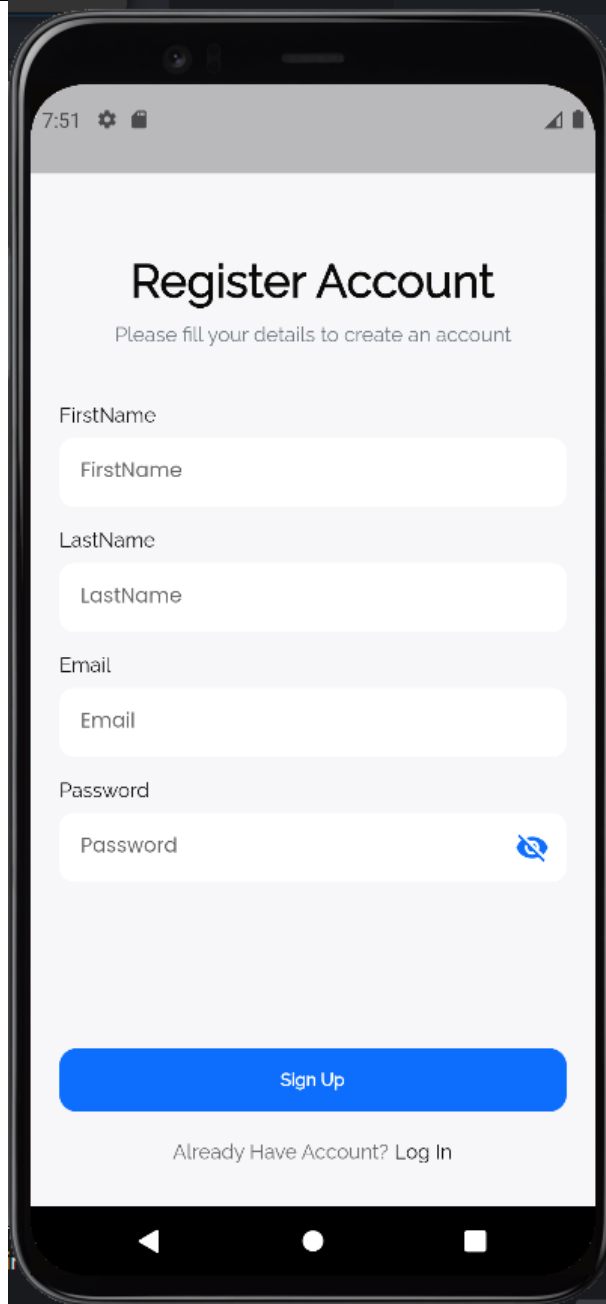 7:51
Register Account
Please fill your details to create an account
FirstName
FirstName
LastName
LastName
Email
Email
Password
Password
Sign Up
Already Have Account? Log In